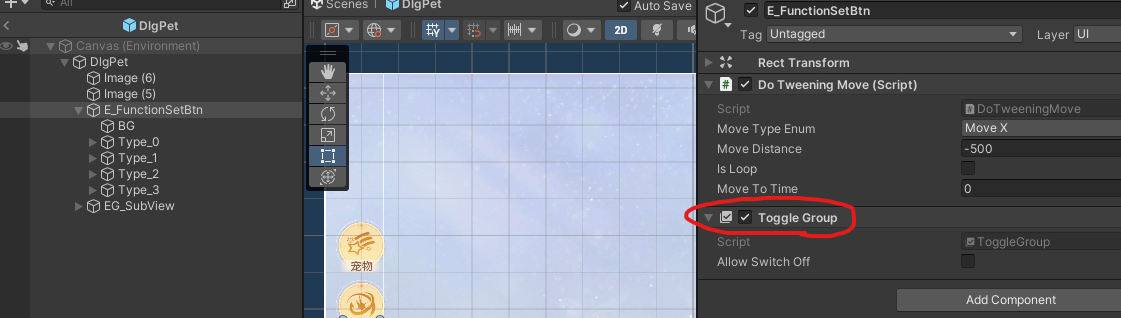 All
Scenes
DlgPet
Auto Save
E_FunctionSetBtn
Tag
Untagged
Layer
UI
DlgPet
Canvas (Environment)
DlgPet
Image (6)
Image (5)
E_FunctionSetBtn
BG
Type_0
Type_1
Type_2
Type_3
EG_SubView
2D
宠物
Rect Transform
Do Tweening Move (Script)
Script
DoTweeningMove
Move Type Enum
Move X
Move Distance
-500
Is Loop
Move To Time
0
Toggle Group
Script
ToggleGroup
Allow Switch Off
Add Component